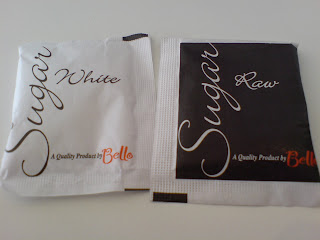 Sugar
White
A Quality Product by Bello
Sugar
Raw
A Quality Product by Bello